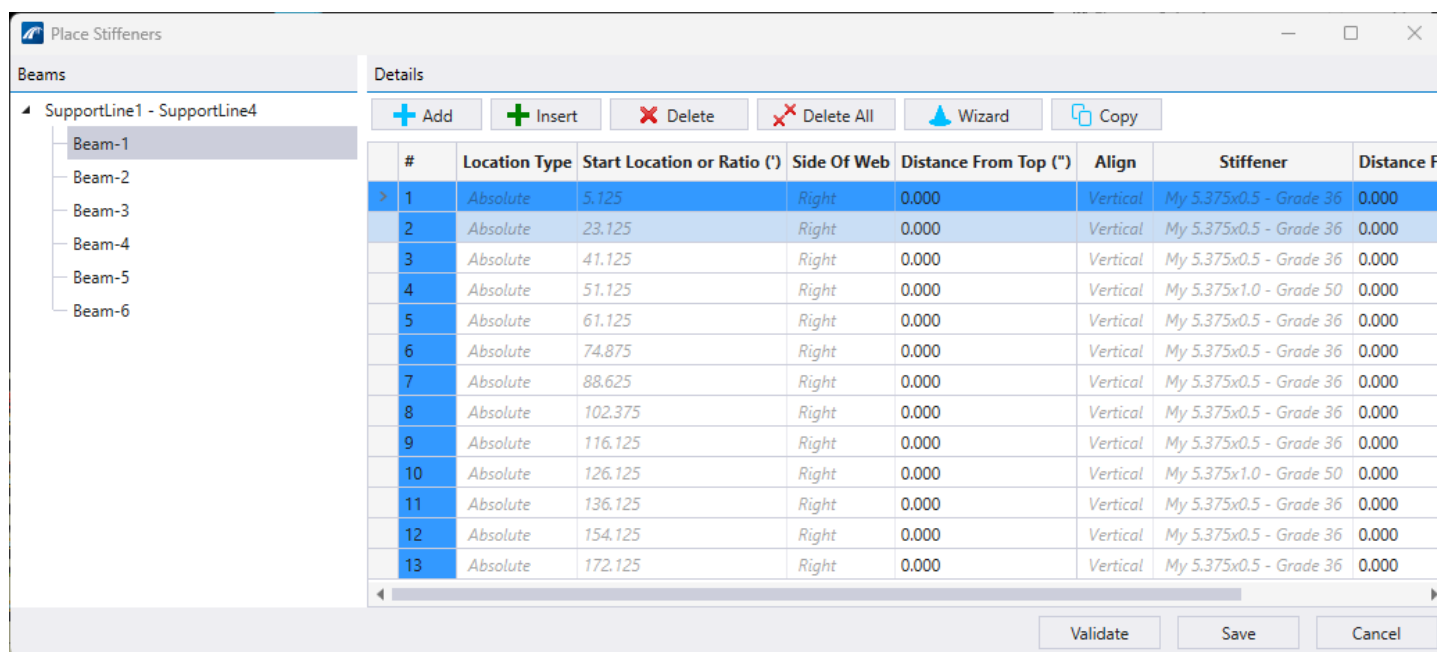 Place Stiffeners
Beams
Details
SupportLine1 - SupportLine4
Beam-1
Beam-2
Beam-3
Beam-4
Beam-5
Beam-6
Add Insert Delete Delete All Wizard Copy
# Location Type Start Location or Ratio (') Side Of Web Distance From Top (") Align Stiffener Distance F
1 Absolute 5.125 Right 0.000 Vertical My 5.375x0.5 - Grade 36 0.000
2 Absolute 23.125 Right 0.000 Vertical My 5.375x0.5 - Grade 36 0.000
3 Absolute 41.125 Right 0.000 Vertical My 5.375x0.5 - Grade 36 0.000
4 Absolute 51.125 Right 0.000 Vertical My 5.375x1.0 - Grade 50 0.000
5 Absolute 61.125 Right 0.000 Vertical My 5.375x0.5 - Grade 36 0.000
6 Absolute 74.875 Right 0.000 Vertical My 5.375x0.5 - Grade 36 0.000
7 Absolute 88.625 Right 0.000 Vertical My 5.375x0.5 - Grade 36 0.000
8 Absolute 102.375 Right 0.000 Vertical My 5.375x0.5 - Grade 36 0.000
9 Absolute 116.125 Right 0.000 Vertical My 5.375x0.5 - Grade 36 0.000
10 Absolute 126.125 Right 0.000 Vertical My 5.375x1.0 - Grade 50 0.000
11 Absolute 136.125 Right 0.000 Vertical My 5.375x0.5 - Grade 36 0.000
12 Absolute 154.125 Right 0.000 Vertical My 5.375x0.5 - Grade 36 0.000
13 Absolute 172.125 Right 0.000 Vertical My 5.375x0.5 - Grade 36 0.000
Validate Save Cancel